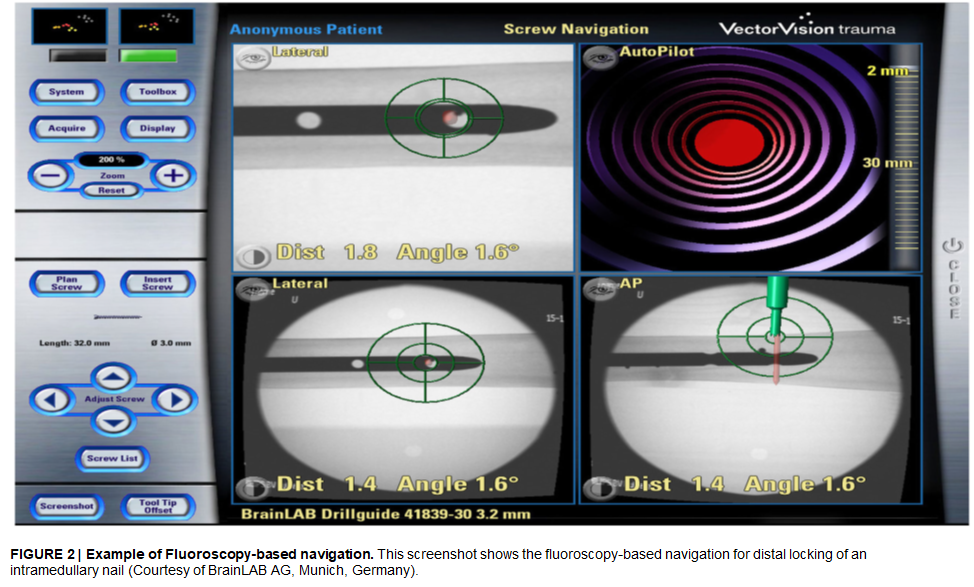 Anonymous Patient
Screw Navigation
VectorVision trauma
System
Toolbox
Acquire
Display
200 %
Zoom
Reset
Lateral
Dist 1.8 Angle 1.6°
AutoPilot
2 mm
30 mm
Plan
Screw
Insert
Screw
Length: 32.0 mm
Ø 3.0 mm
Adjust Screw
Screw List
Screenshot
Tool Tip
Offset
Lateral
U
15-1
Dist 1.4 Angle 1.6°
AP
U
15-1
Dist 1.4 Angle 1.6°
BrainLAB Drillguide 41839-30 3.2 mm
CLOSE
FIGURE 2 | Example of Fluoroscopy-based navigation. This screenshot shows the fluoroscopy-based navigation for distal locking of an
intramedullary nail (Courtesy of BrainLAB AG, Munich, Germany).